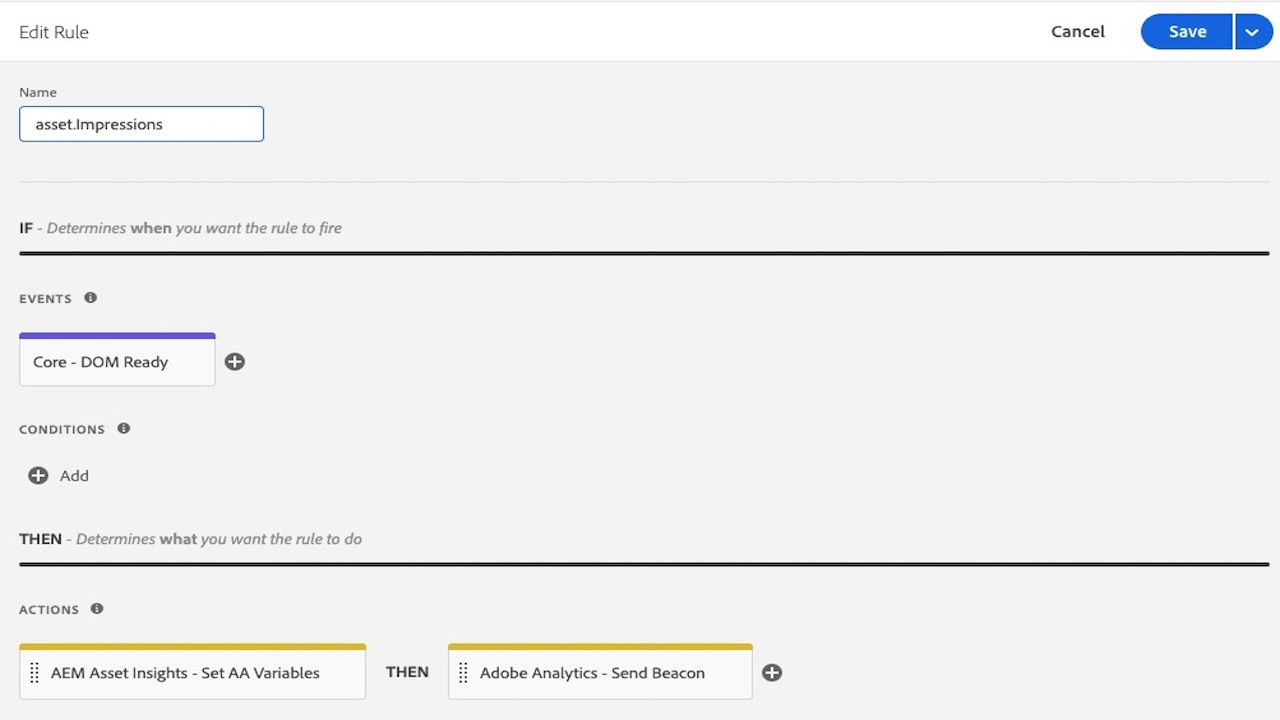 Edit Rule
Cancel
Save
Name
asset.Impressions
IF - Determines when you want the rule to fire
EVENTS
Core - DOM Ready
CONDITIONS
Add
THEN - Determines what you want the rule to do
ACTIONS
AEM Asset Insights - Set AA Variables THEN Adobe Analytics - Send Beacon